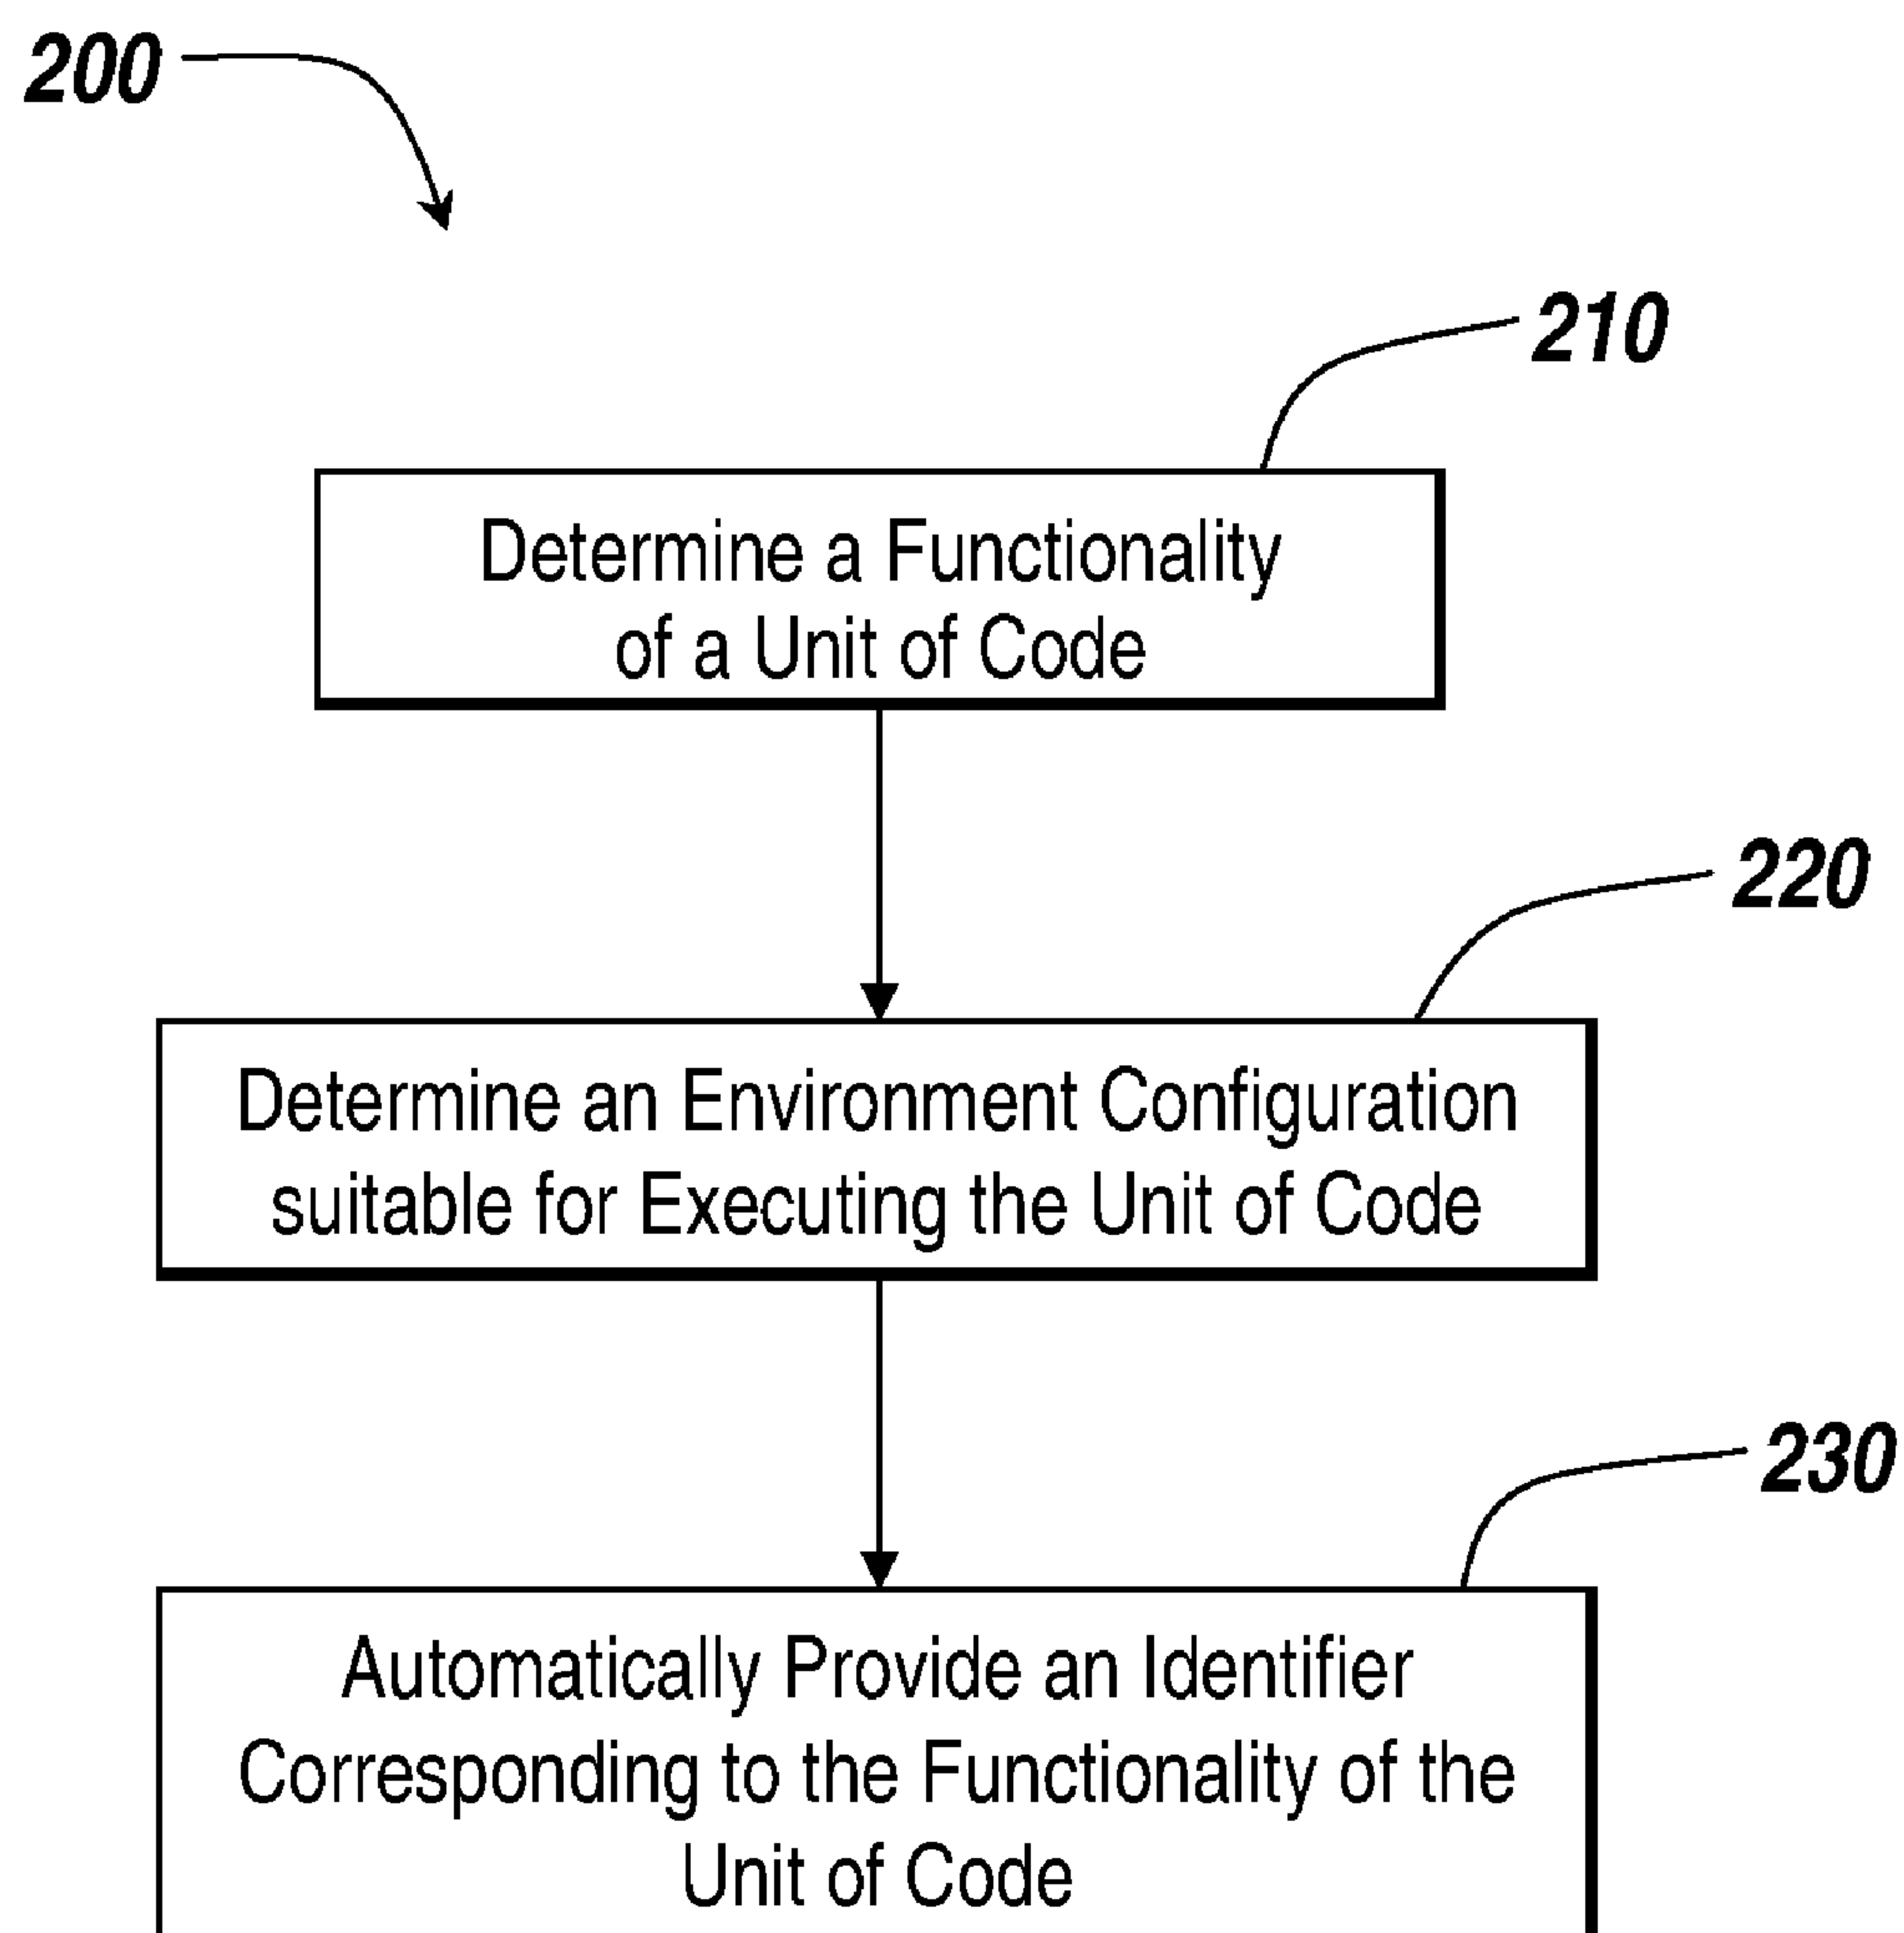 200
210
Determine a Functionality
of a Unit of Code
220
Determine an Environment Configuration
suitable for Executing the Unit of Code
230
Automatically Provide an Identifier
Corresponding to the Functionality of the
Unit of Code